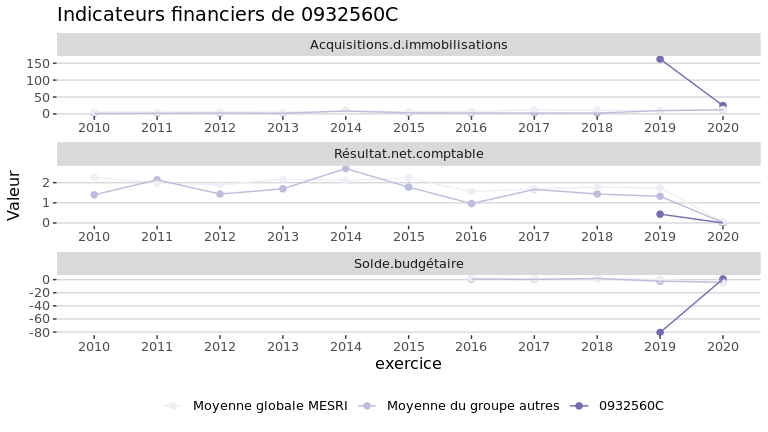 Indicateurs financiers de 0932560C
Acquisitions.d.immobilisations
150
100
50
0
2010 2011 2012 2013 2014 2015 2016 2017 2018 2019 2020
Résultat.net.comptable
2
1
0
2010 2011 2012 2013 2014 2015 2016 2017 2018 2019 2020
Valeur
Solde.budgétaire
0
-20
-40
-60
-80
2010 2011 2012 2013 2014 2015 2016 2017 2018 2019 2020
exercice
Moyenne globale MESRI Moyenne du groupe autres 0932560C